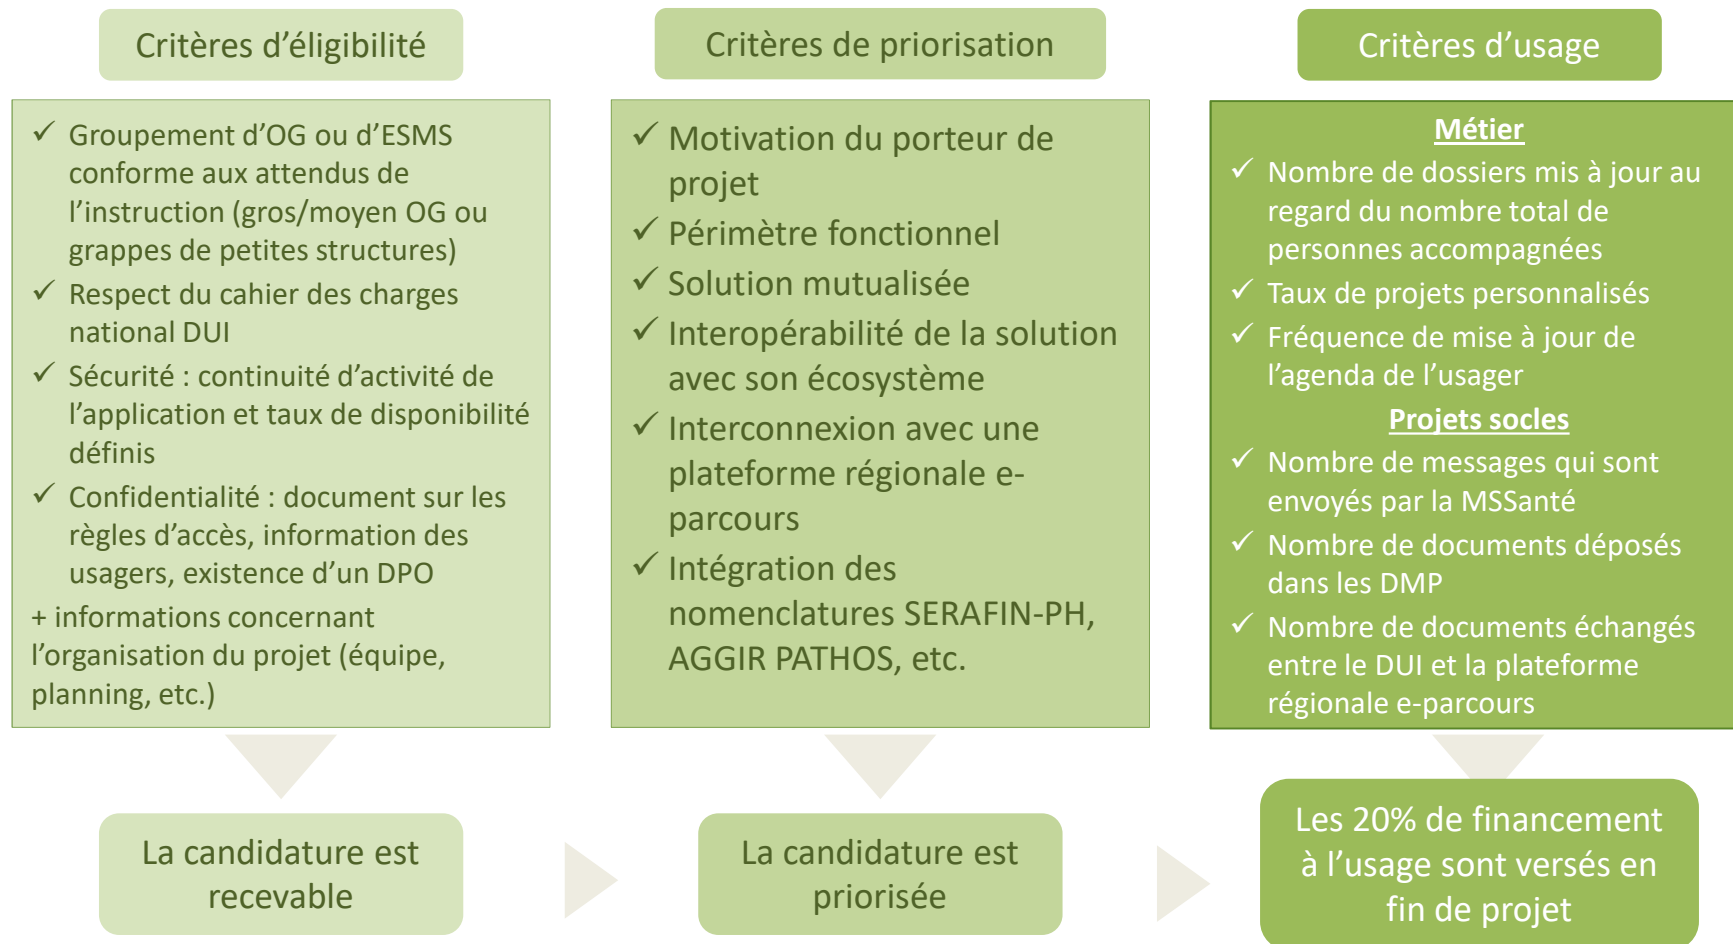 Critères d’éligibilité
✓ Groupement d’OG ou d’ESMS
conforme aux attendus de
l’instruction (gros/moyen OG ou
grappes de petites structures)
✓ Respect du cahier des charges
national DUI
✓ Sécurité : continuité d’activité de
l’application et taux de disponibilité
définis
✓ Confidentialité : document sur les
règles d’accès, information des
usagers, existence d’un DPO
+ informations concernant
l’organisation du projet (équipe,
planning, etc.)
La candidature est
recevable
Critères de priorisation
✓ Motivation du porteur de
projet
✓ Périmètre fonctionnel
✓ Solution mutualisée
✓ Interopérabilité de la solution
avec son écosystème
✓ Interconnexion avec une
plateforme régionale e-
parcours
✓ Intégration des
nomenclatures SERAFIN-PH,
AGGIR PATHOS, etc.
La candidature est
priorisée
Critères d’usage
Métier
✓ Nombre de dossiers mis à jour au
regard du nombre total de
personnes accompagnées
✓ Taux de projets personnalisés
✓ Fréquence de mise à jour de
l’agenda de l’usager
Projets socles
✓ Nombre de messages qui sont
envoyés par la MSSanté
✓ Nombre de documents déposés
dans les DMP
✓ Nombre de documents échangés
entre le DUI et la plateforme
régionale e-parcours
Les 20% de financement
à l’usage sont versés en
fin de projet